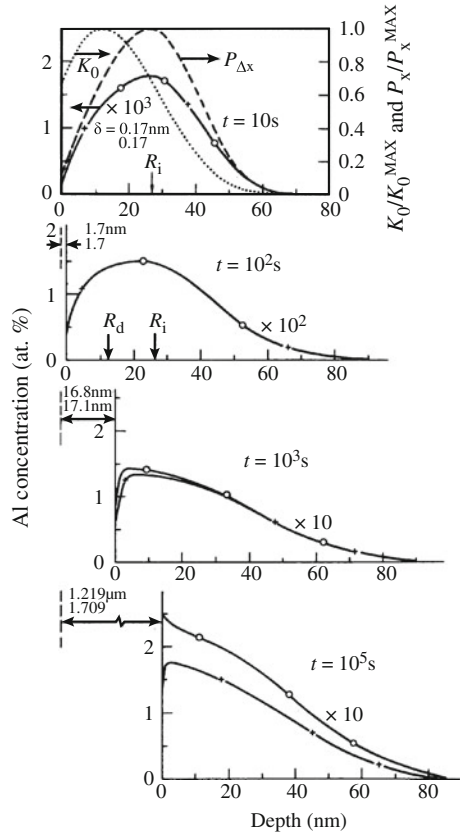 K₀
P_Δx
× 10³
δ = 0.17nm
0.17
t = 10s
R_i
2
1
0
1.0
0.8
0.6
0.4
0.2
0
0 20 40 60 80
K₀/K₀^MAX and P_x/P_x^MAX
1.7nm
1.7
t = 10²s
× 10²
R_d R_i
2
1
0
0 20 40 60 80
Al concentration (at. %)
16.8nm
17.1nm
t = 10³s
× 10
2
1
0
0 20 40 60 80
1.219μm
1.709
t = 10⁵s
× 10
2
1
0
0 20 40 60 80
Depth (nm)